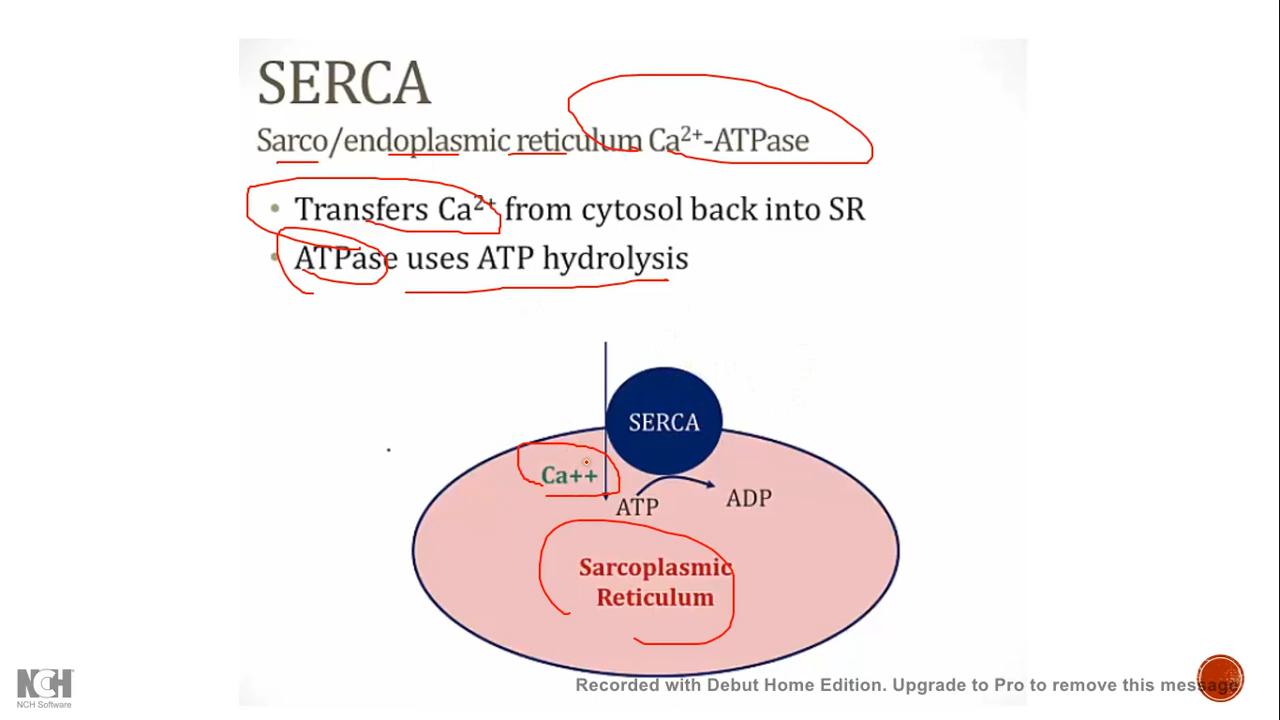 SERCA
Sarco/endoplasmic reticulum Ca²⁺-ATPase
• Transfers Ca²⁺ from cytosol back into SR
• ATPase uses ATP hydrolysis
SERCA
Ca++
ATP
ADP
Sarcoplasmic
Reticulum
NCH
NCH Software
Recorded with Debut Home Edition. Upgrade to Pro to remove this message